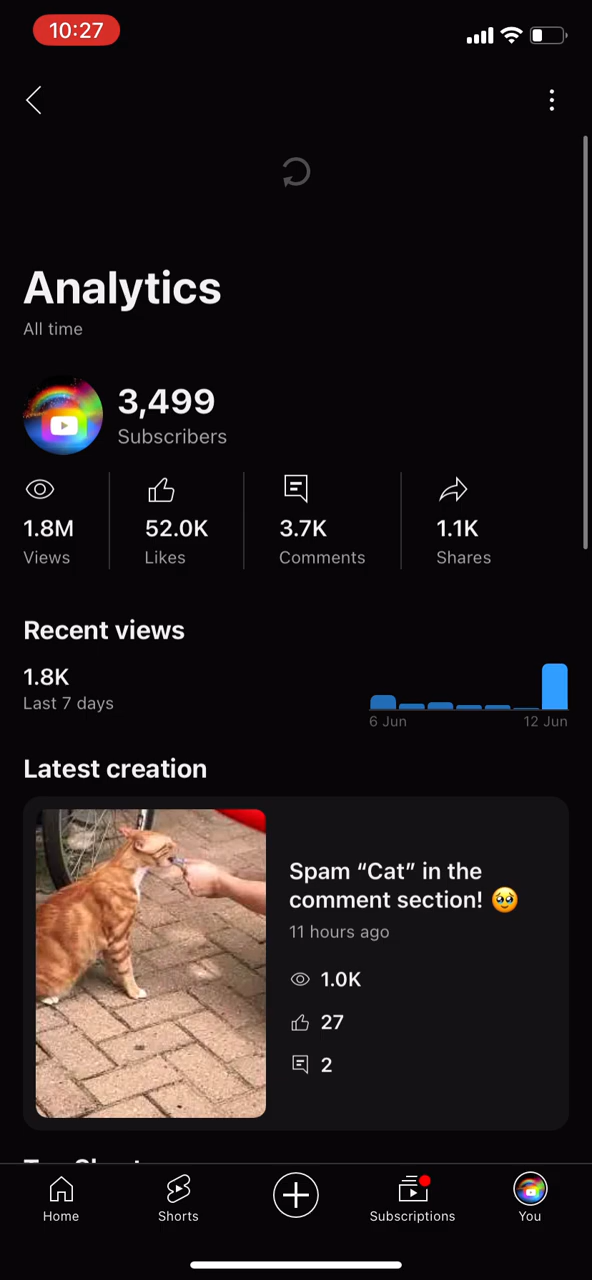 10:27
Analytics
All time
3,499
Subscribers
1.8M
Views
52.0K
Likes
3.7K
Comments
1.1K
Shares
Recent views
1.8K
Last 7 days
6 Jun
12 Jun
Latest creation
Spam “Cat” in the
comment section! 🥹
11 hours ago
1.0K
27
2
Home
Shorts
Subscriptions
You